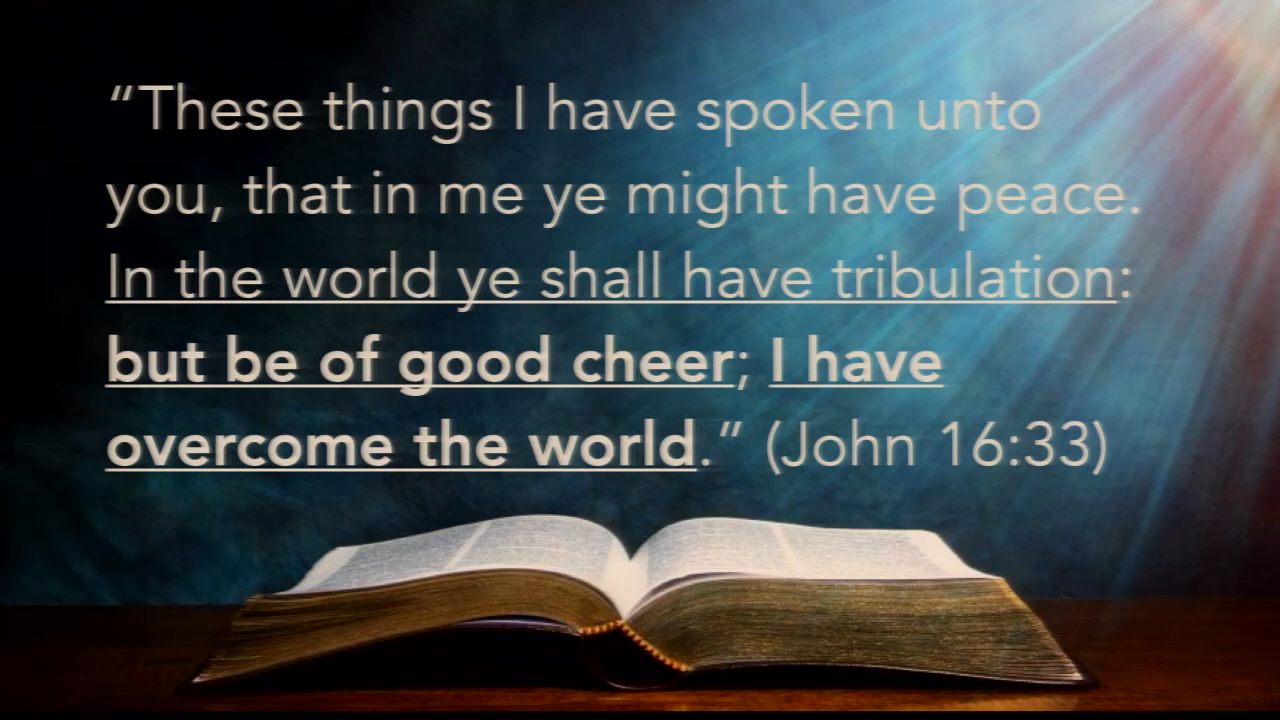 “These things I have spoken unto
you, that in me ye might have peace.
In the world ye shall have tribulation:
but be of good cheer; I have
overcome the world.” (John 16:33)